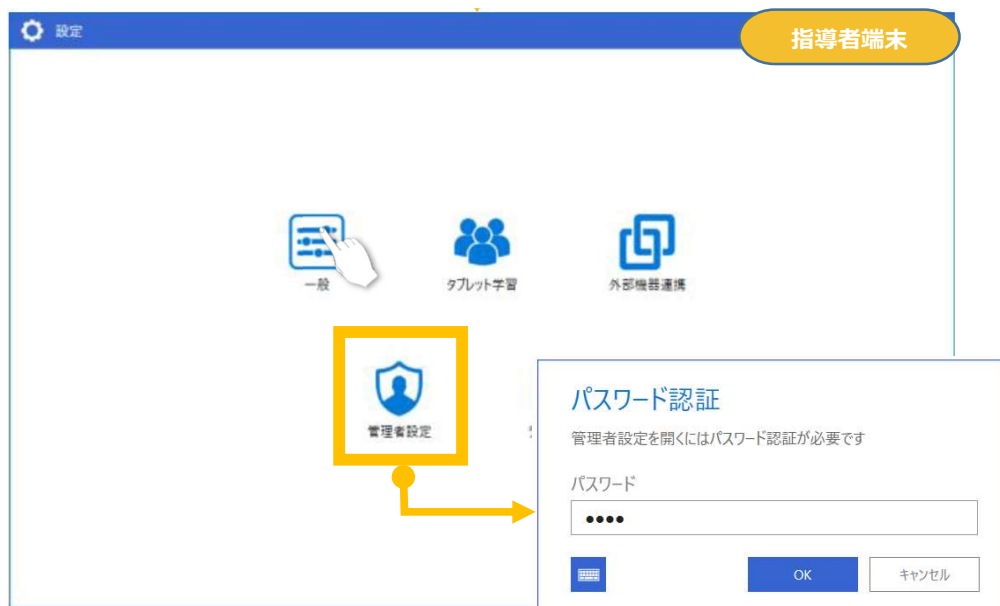 設定
指導者端末
一般
タブレット学習
外部機器連携
管理者設定
パスワード認証
管理者設定を開くにはパスワード認証が必要です
パスワード
••••
OK
キャンセル